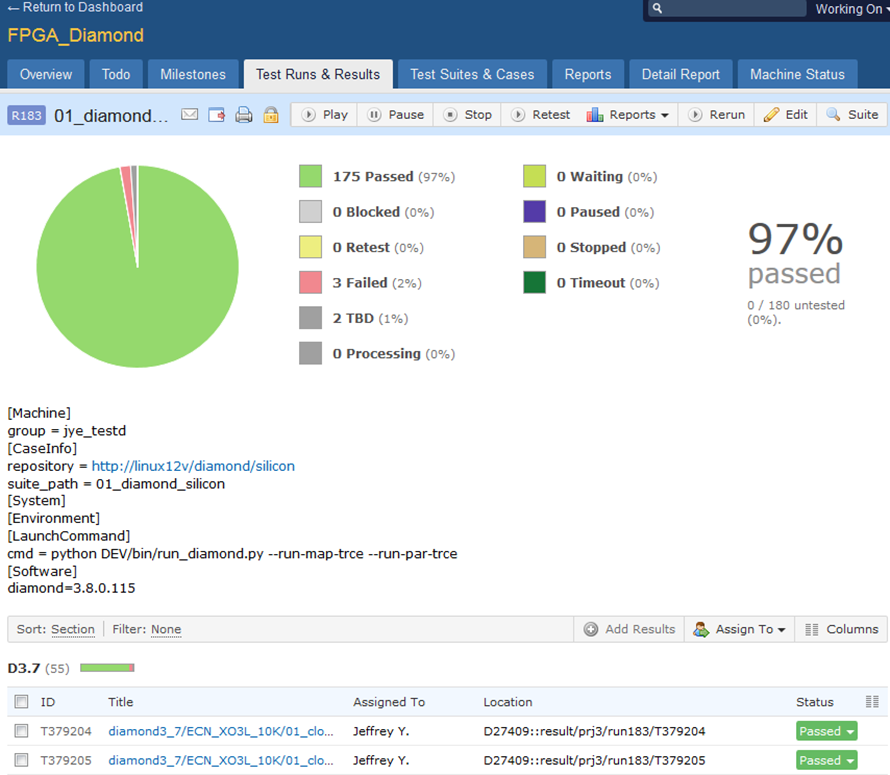 ← Return to Dashboard
Working On
FPGA_Diamond
Overview Todo Milestones Test Runs & Results Test Suites & Cases Reports Detail Report Machine Status
R183 01_diamond... Play Pause Stop Retest Reports Rerun Edit Suite
175 Passed (97%) 0 Waiting (0%)
0 Blocked (0%) 0 Paused (0%)
0 Retest (0%) 0 Stopped (0%)
3 Failed (2%) 0 Timeout (0%)
2 TBD (1%)
0 Processing (0%)
97%
passed
0 / 180 untested
(0%).
[Machine]
group = jye_testd
[CaseInfo]
repository = http://linux12v/diamond/silicon
suite_path = 01_diamond_silicon
[System]
[Environment]
[LaunchCommand]
cmd = python DEV/bin/run_diamond.py --run-map-trce --run-par-trce
[Software]
diamond=3.8.0.115
Sort: Section Filter: None Add Results Assign To Columns
D3.7 (55)
ID Title Assigned To Location Status
T379204 diamond3_7/ECN_XO3L_10K/01_clo... Jeffrey Y. D27409::result/prj3/run183/T379204 Passed
T379205 diamond3_7/ECN_XO3L_10K/01_clo... Jeffrey Y. D27409::result/prj3/run183/T379205 Passed